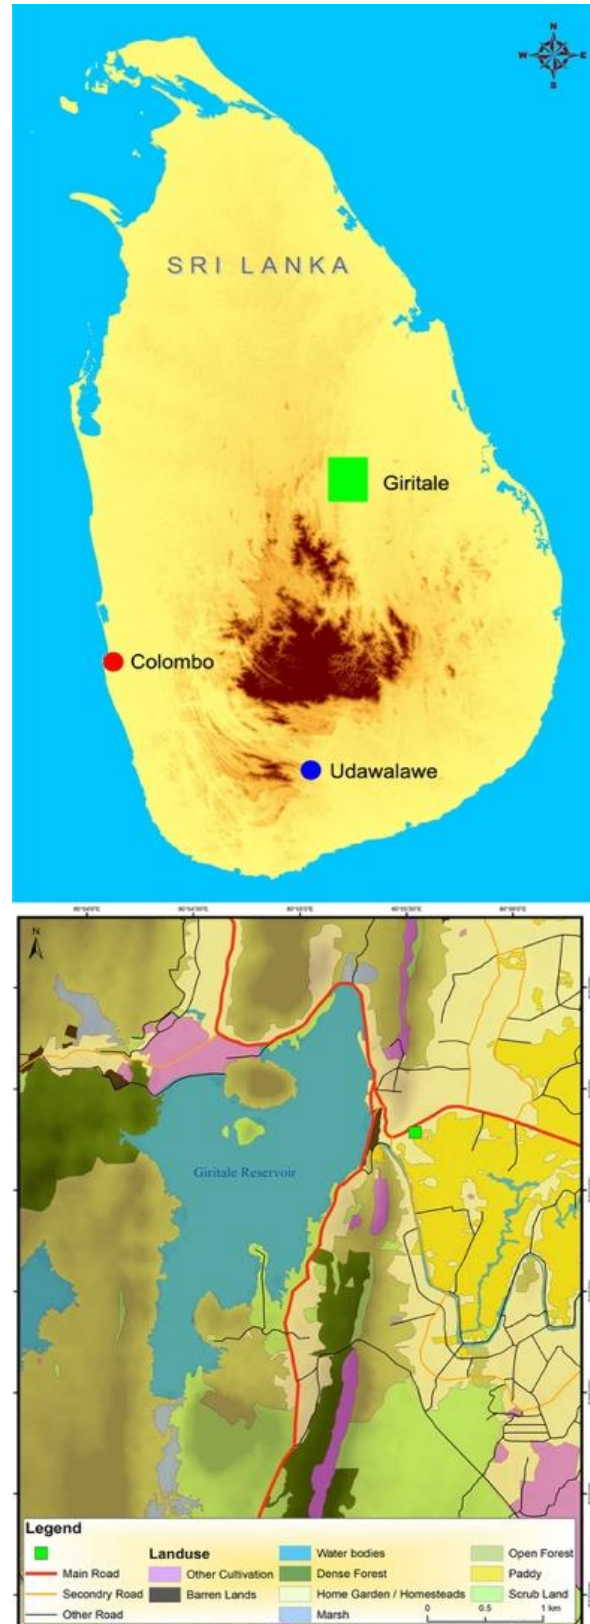 N
W E
S
SRI LANKA
Giritale
Colombo
Udawalawe
N
Giritale Reservoir
Legend
Landuse
Water bodies
Open Forest
Main Road
Other Cultivation
Dense Forest
Paddy
Secondry Road
Barren Lands
Home Garden / Homesteads
Scrub Land
Other Road
Marsh
0 0.5 1 km